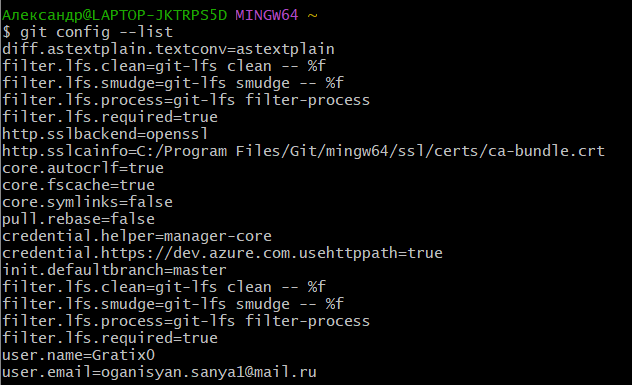 Александр@LAPTOP-JKTRPS5D MINGW64 ~
$ git config --list
diff.astextplain.textconv=astextplain
filter.lfs.clean=git-lfs clean -- %f
filter.lfs.smudge=git-lfs smudge -- %f
filter.lfs.process=git-lfs filter-process
filter.lfs.required=true
http.sslbackend=openssl
http.sslcainfo=C:/Program Files/Git/mingw64/ssl/certs/ca-bundle.crt
core.autocrlf=true
core.fscache=true
core.symlinks=false
pull.rebase=false
credential.helper=manager-core
credential.https://dev.azure.com.usehttppath=true
init.defaultbranch=master
filter.lfs.clean=git-lfs clean -- %f
filter.lfs.smudge=git-lfs smudge -- %f
filter.lfs.process=git-lfs filter-process
filter.lfs.required=true
user.name=Gratix0
user.email=oganisyan.sanya1@mail.ru